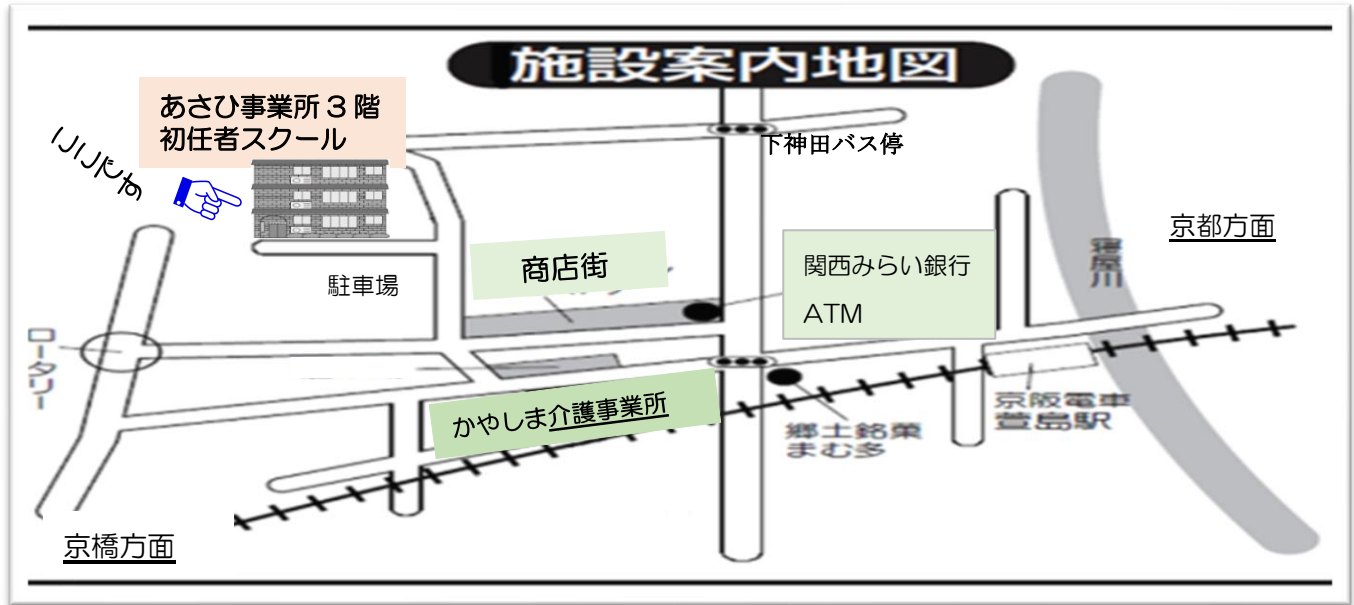 施設案内地図
あさひ事業所３階
初任者スクール
ここです
下神田バス停
京都方面
寝屋川
商店街
関西みらい銀行
ATM
駐車場
ロータリー
かやしま介護事業所
郷土銘菓
まむ多
京阪電車
萱島駅
京橋方面